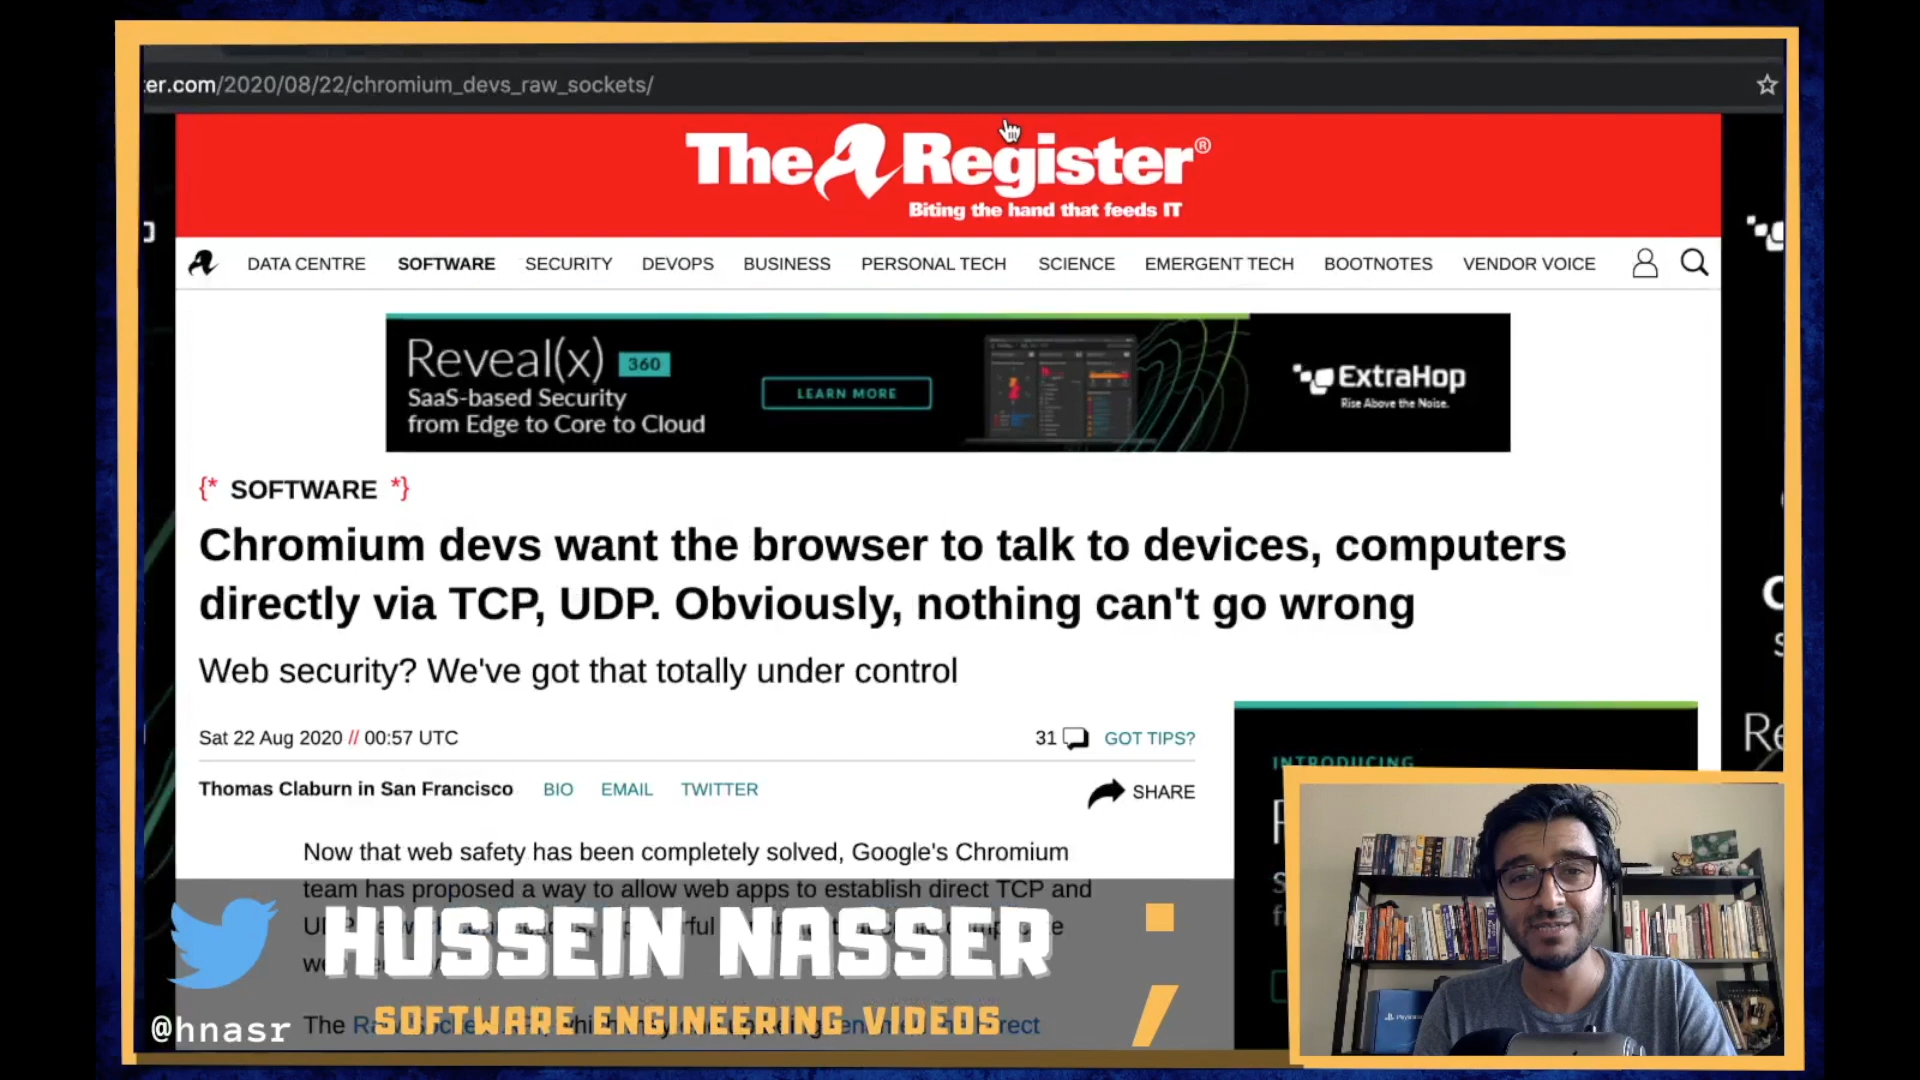 er.com/2020/08/22/chromium_devs_raw_sockets/
The Register®
Biting the hand that feeds IT
DATA CENTRE SOFTWARE SECURITY DEVOPS BUSINESS PERSONAL TECH SCIENCE EMERGENT TECH BOOTNOTES VENDOR VOICE
Reveal(x) 360
SaaS-based Security
from Edge to Core to Cloud
LEARN MORE
ExtraHop
Rise Above the Noise.
{* SOFTWARE *}
Chromium devs want the browser to talk to devices, computers
directly via TCP, UDP. Obviously, nothing can't go wrong
Web security? We've got that totally under control
Sat 22 Aug 2020 // 00:57 UTC
31 GOT TIPS?
Thomas Claburn in San Francisco BIO EMAIL TWITTER
SHARE
INTRODUCING
Now that web safety has been completely solved, Google's Chromium
team has proposed a way to allow web apps to establish direct TCP and
HUSSEIN NASSER ;
SOFTWARE ENGINEERING VIDEOS
@hnasr The